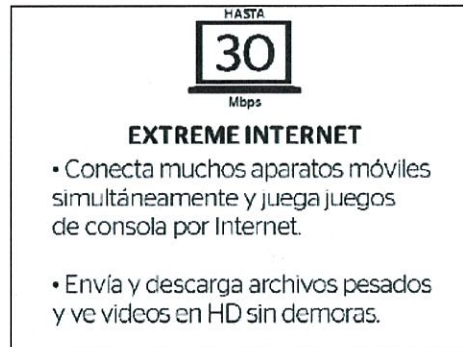 HASTA
30
Mbps
EXTREME INTERNET
• Conecta muchos aparatos móviles
simultáneamente y juega juegos
de consola por Internet.
• Envía y descarga archivos pesados
y ve videos en HD sin demoras.